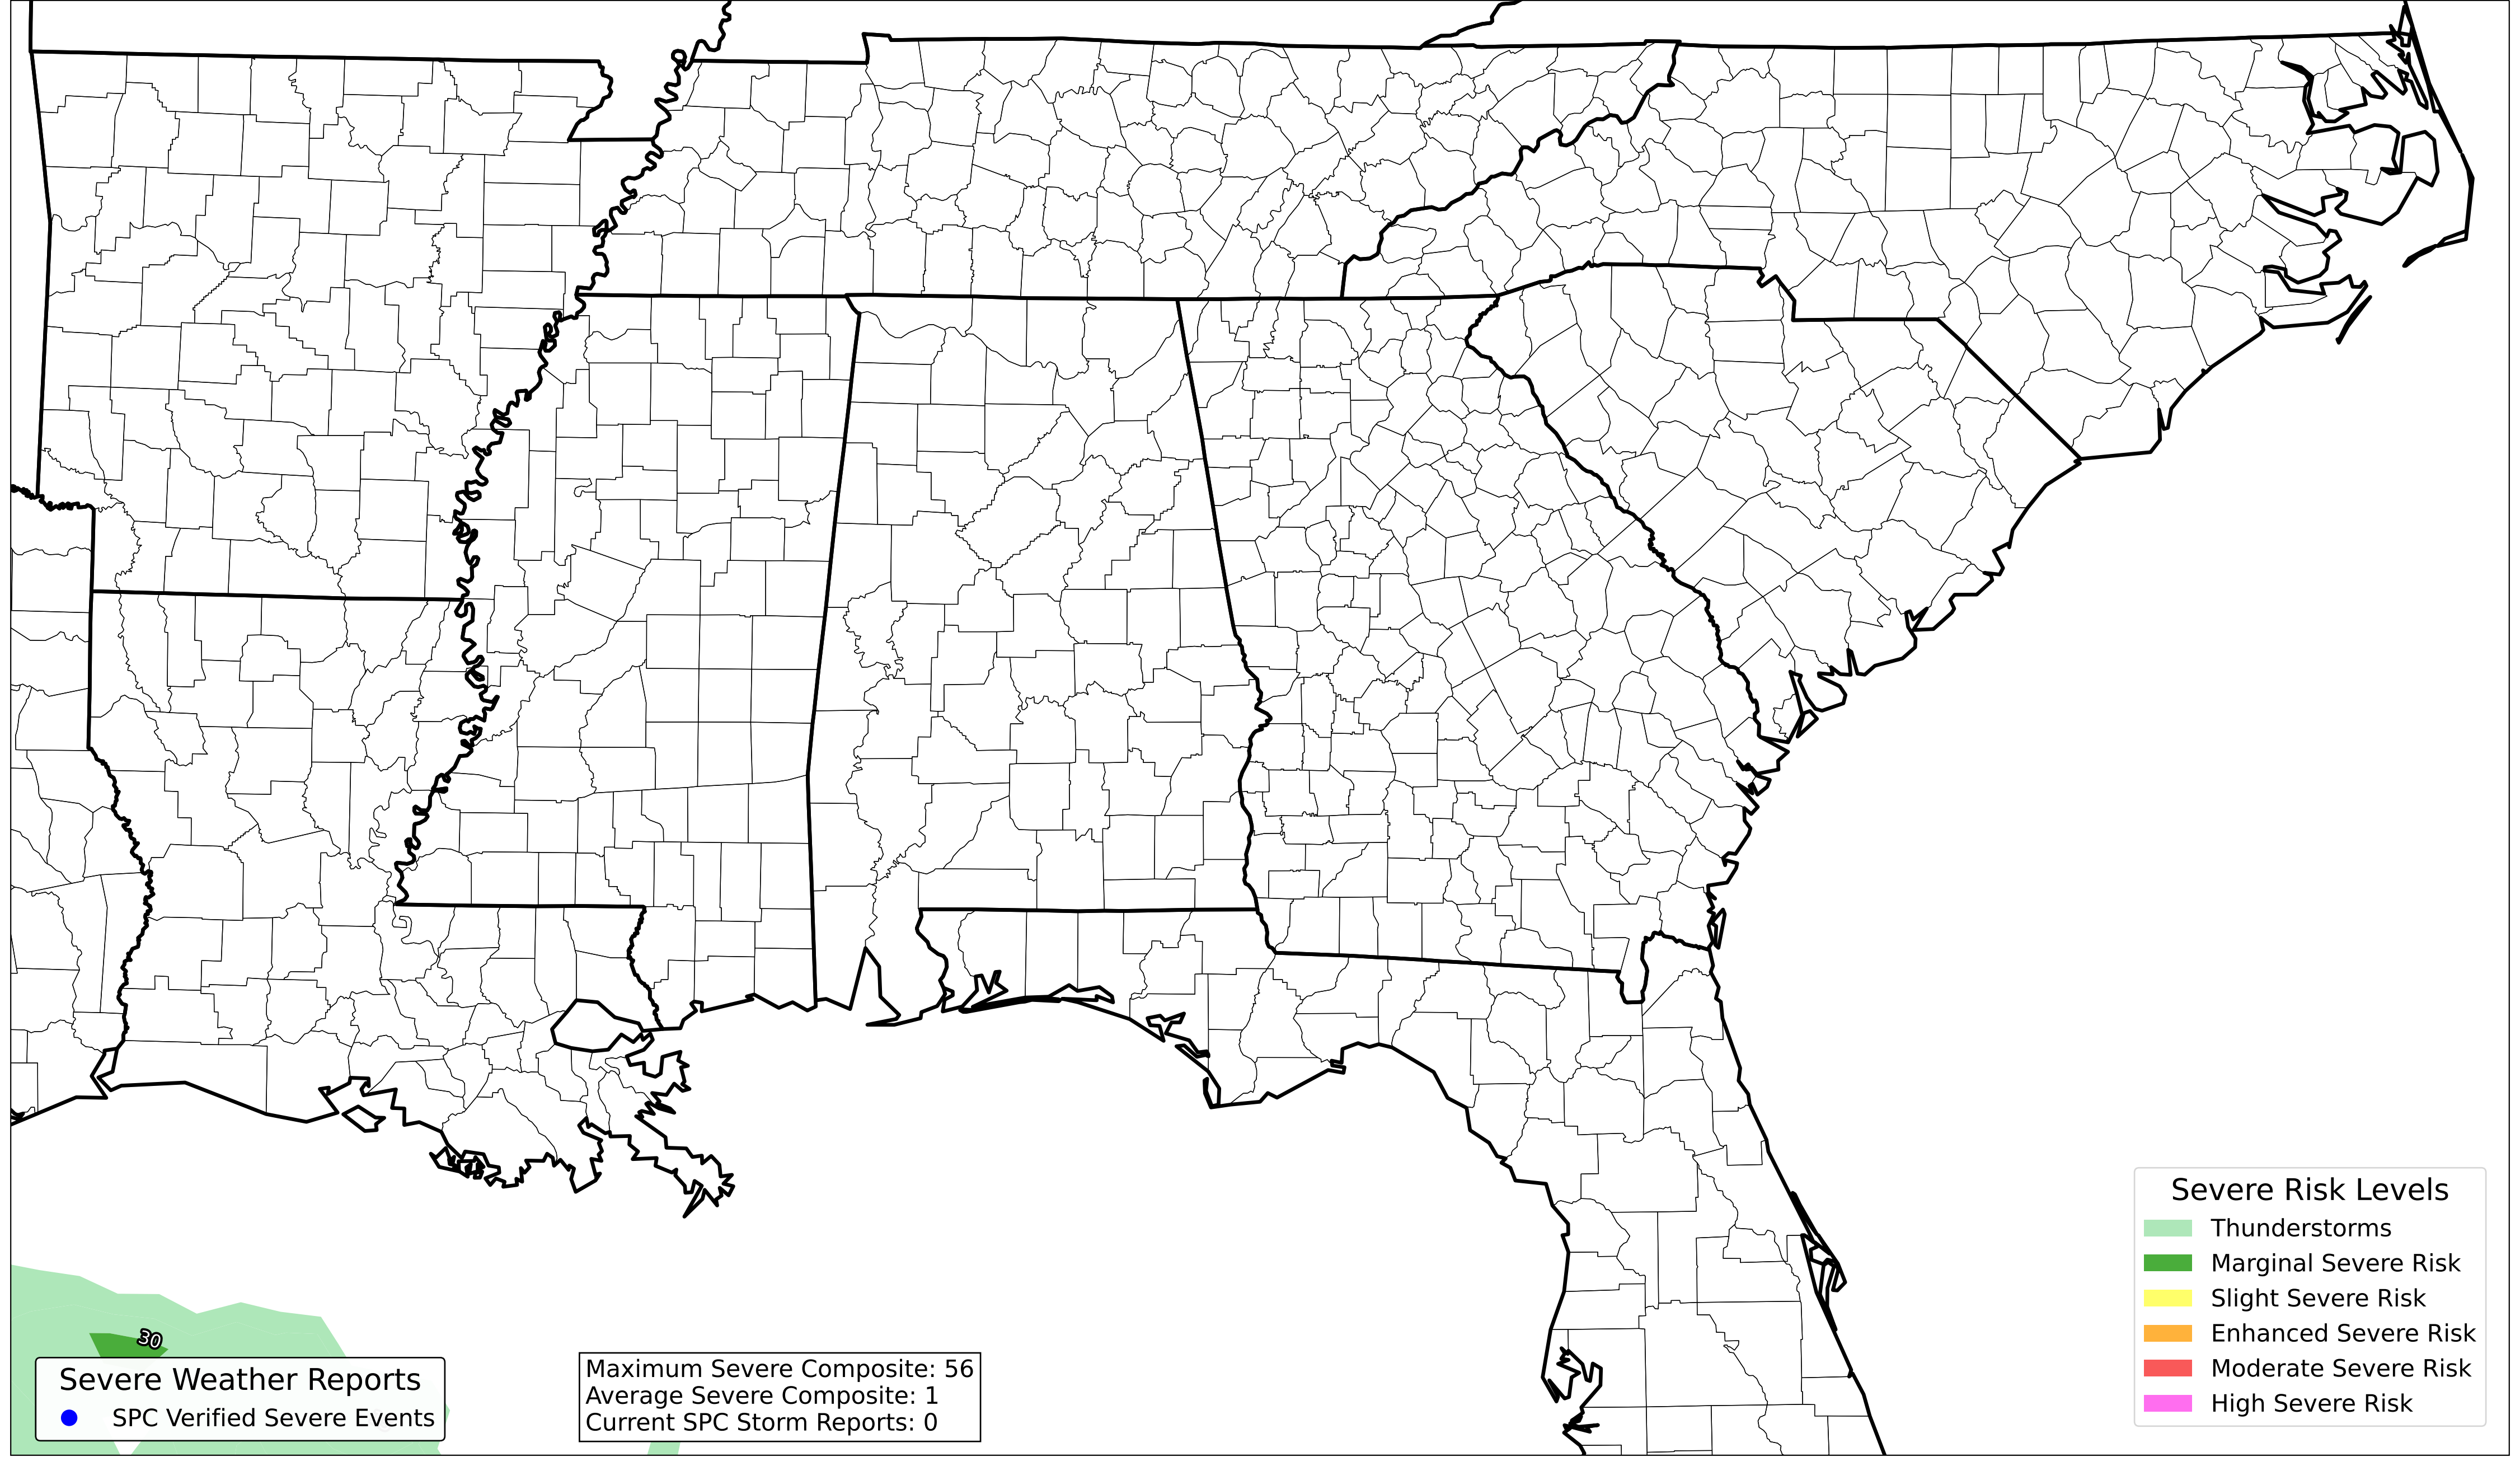 30
Severe Weather Reports
SPC Verified Severe Events
Maximum Severe Composite: 56
Average Severe Composite: 1
Current SPC Storm Reports: 0
Severe Risk Levels
Thunderstorms
Marginal Severe Risk
Slight Severe Risk
Enhanced Severe Risk
Moderate Severe Risk
High Severe Risk